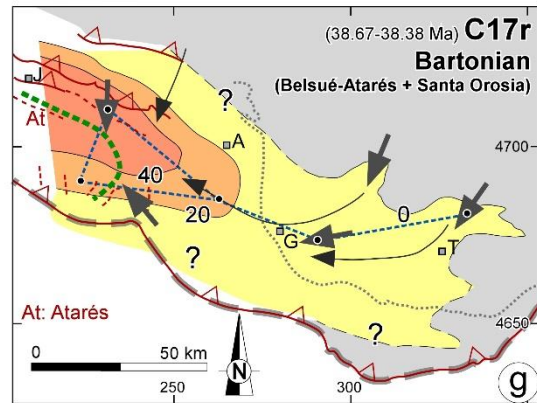 (38.67-38.38 Ma) C17r
Bartonian
(Belsué-Atarés + Santa Orosia)
J
?
At
A
4700
40
20
0
G
T
?
At: Atarés
?
4650
0 50 km
N
g
250 300